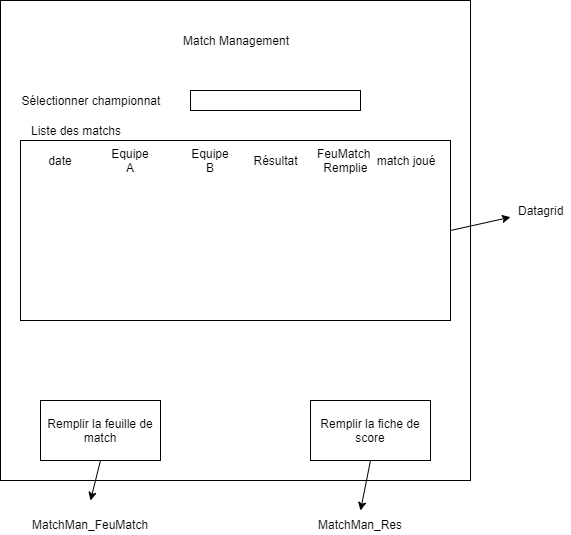 Match Management
Sélectionner championnat
Liste des matchs
date
Equipe
A
Equipe
B
Résultat
FeuMatch
Remplie
match joué
Datagrid
Remplir la feuille de
match
Remplir la fiche de
score
MatchMan_FeuMatch
MatchMan_Res